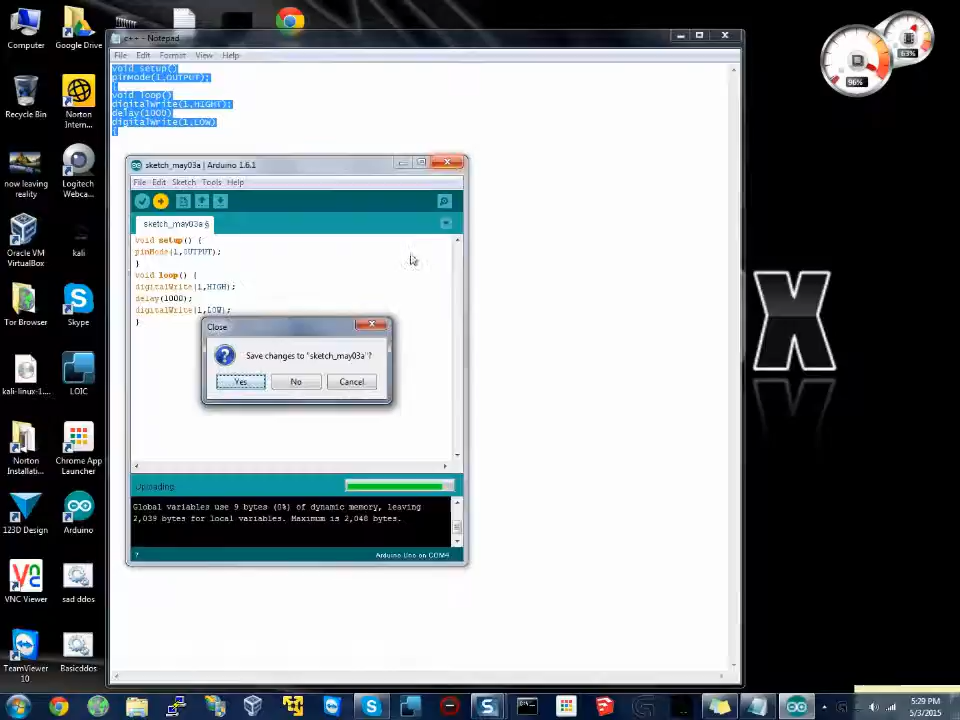 Computer
Google Drive
Recycle Bin
Norton
Intern...
now leaving
reality
Logitech
Webca...
Oracle VM
VirtualBox
kali
Tor Browser
Skype
kali-linux-1....
LOIC
Norton
Installati...
Chrome App
Launcher
123D Design
Arduino
VNC Viewer
sad ddos
TeamViewer
10
Basicddos
c++ - Notepad
File Edit Format View Help
void setup()
pinMode(1,OUTPUT);
{
void loop()
digitalWrite(1,HIGHT);
delay(1000)
digitalWrite(1,LOW)
{
sketch_may03a | Arduino 1.6.1
File Edit Sketch Tools Help
sketch_may03a §
void setup() {
pinMode(1,OUTPUT);
}
void loop() {
digitalWrite(1,HIGH);
delay(1000);
digitalWrite(1,LOW);
}
Close
Save changes to "sketch_may03a"?
Yes No Cancel
Uploading
Global variables use 9 bytes (0%) of dynamic memory, leaving
2,039 bytes for local variables. Maximum is 2,048 bytes.
?
Arduino Uno on COM4
96%
63%
X
5:29 PM
5/3/2015